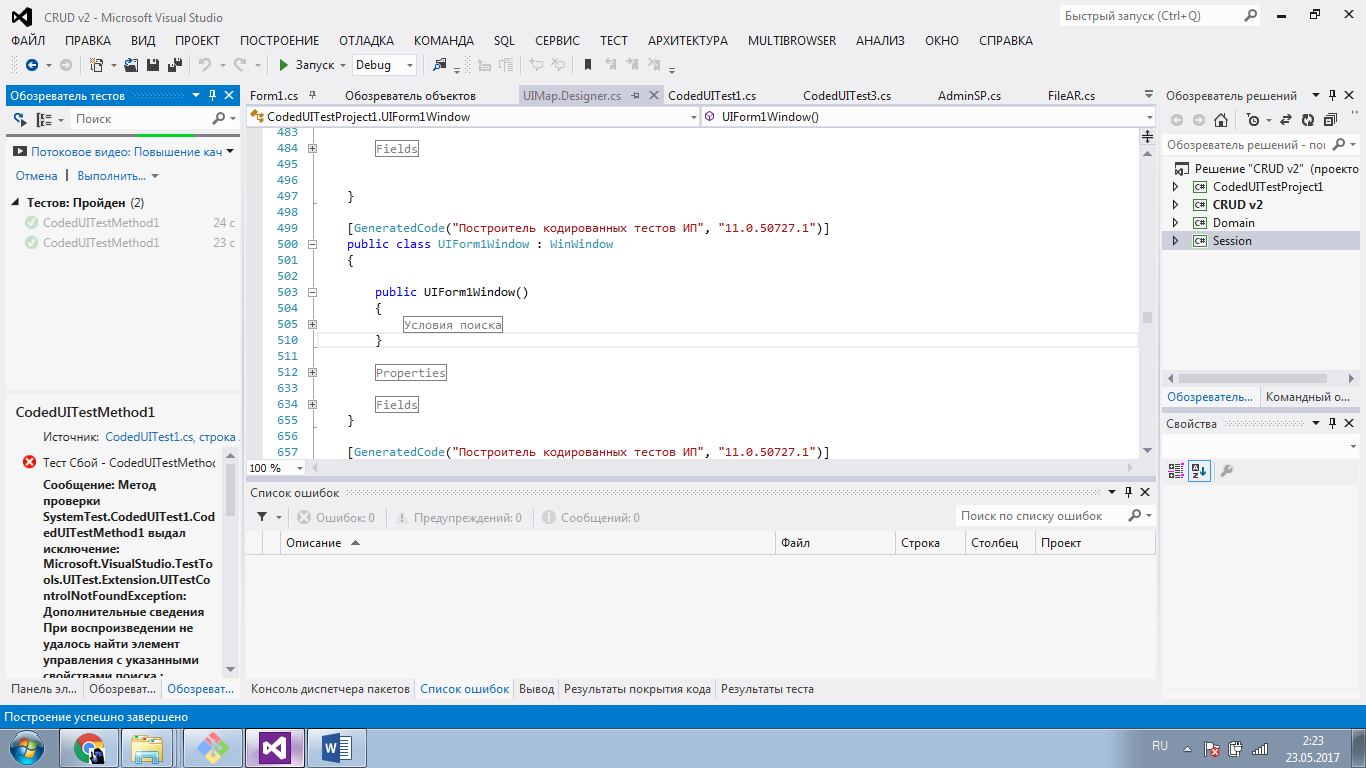 CRUD v2 - Microsoft Visual Studio
Быстрый запуск (Ctrl+Q)
ФАЙЛ ПРАВКА ВИД ПРОЕКТ ПОСТРОЕНИЕ ОТЛАДКА КОМАНДА SQL СЕРВИС ТЕСТ АРХИТЕКТУРА MULTIBROWSER АНАЛИЗ ОКНО СПРАВКА
Запуск Debug
Обозреватель тестов
Поиск
Потоковое видео: Повышение кач
Отмена Выполнить...
Тестов: Пройден (2)
CodedUITestMethod1 24 с
CodedUITestMethod1 23 с
CodedUITestMethod1
Источник: CodedUITest1.cs, строка
Тест Сбой - CodedUITestMethod
Сообщение: Метод
проверки
SystemTest.CodedUITest1.Cod
edUITestMethod1 выдал
исключение:
Microsoft.VisualStudio.TestTo
ols.UITest.Extension.UITestCo
ntrolNotFoundException:
Дополнительные сведения
При воспроизведении не
удалось найти элемент
управления с указанными
свойствами поиска :
Панель эл... Обозреват... Обозреват...
Form1.cs Обозреватель объектов UIMap.Designer.cs CodedUITest1.cs CodedUITest3.cs AdminSP.cs FileAR.cs
CodedUITestProject1.UIForm1Window UIForm1Window()
483
484 Fields
495
496
497 }
498
499 [GeneratedCode("Построитель кодированных тестов ИП", "11.0.50727.1")]
500 public class UIForm1Window : WinWindow
501 {
502
503 public UIForm1Window()
504 {
505 Условия поиска
510 }
511
512 Properties
633
634 Fields
655 }
656
657 [GeneratedCode("Построитель кодированных тестов ИП", "11.0.50727.1")]
100 %
Список ошибок
Ошибок: 0 Предупреждений: 0 Сообщений: 0 Поиск по списку ошибок
Описание Файл Строка Столбец Проект
Консоль диспетчера пакетов Список ошибок Вывод Результаты покрытия кода Результаты теста
Обозреватель решений
Обозреватель решений - пои
Решение "CRUD v2" (проекто
CodedUITestProject1
CRUD v2
Domain
Session
Обозреватель... Командный о...
Свойства
Построение успешно завершено
RU 2:23
23.05.2017